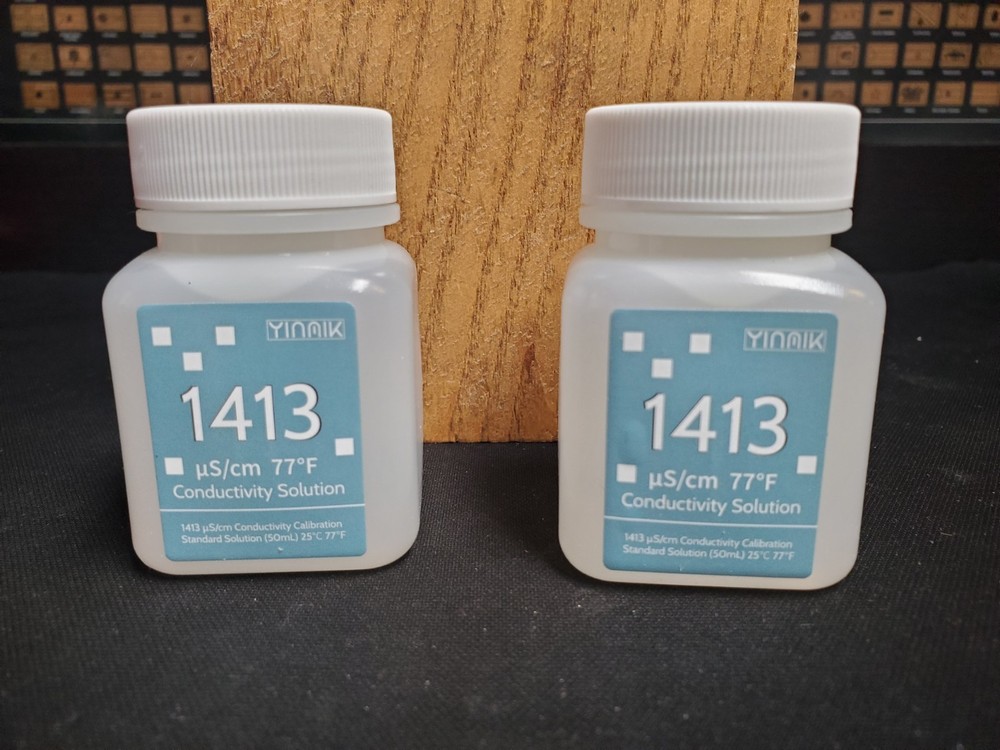 YINMIK
1413
µS/cm 77°F
Conductivity Solution
1413 µS/cm Conductivity Calibration
Standard Solution (50mL) 25℃ 77°F
YINMIK
1413
µS/cm 77°F
Conductivity Solution
1413 µS/cm Conductivity Calibration
Standard Solution (50mL) 25℃ 77°F